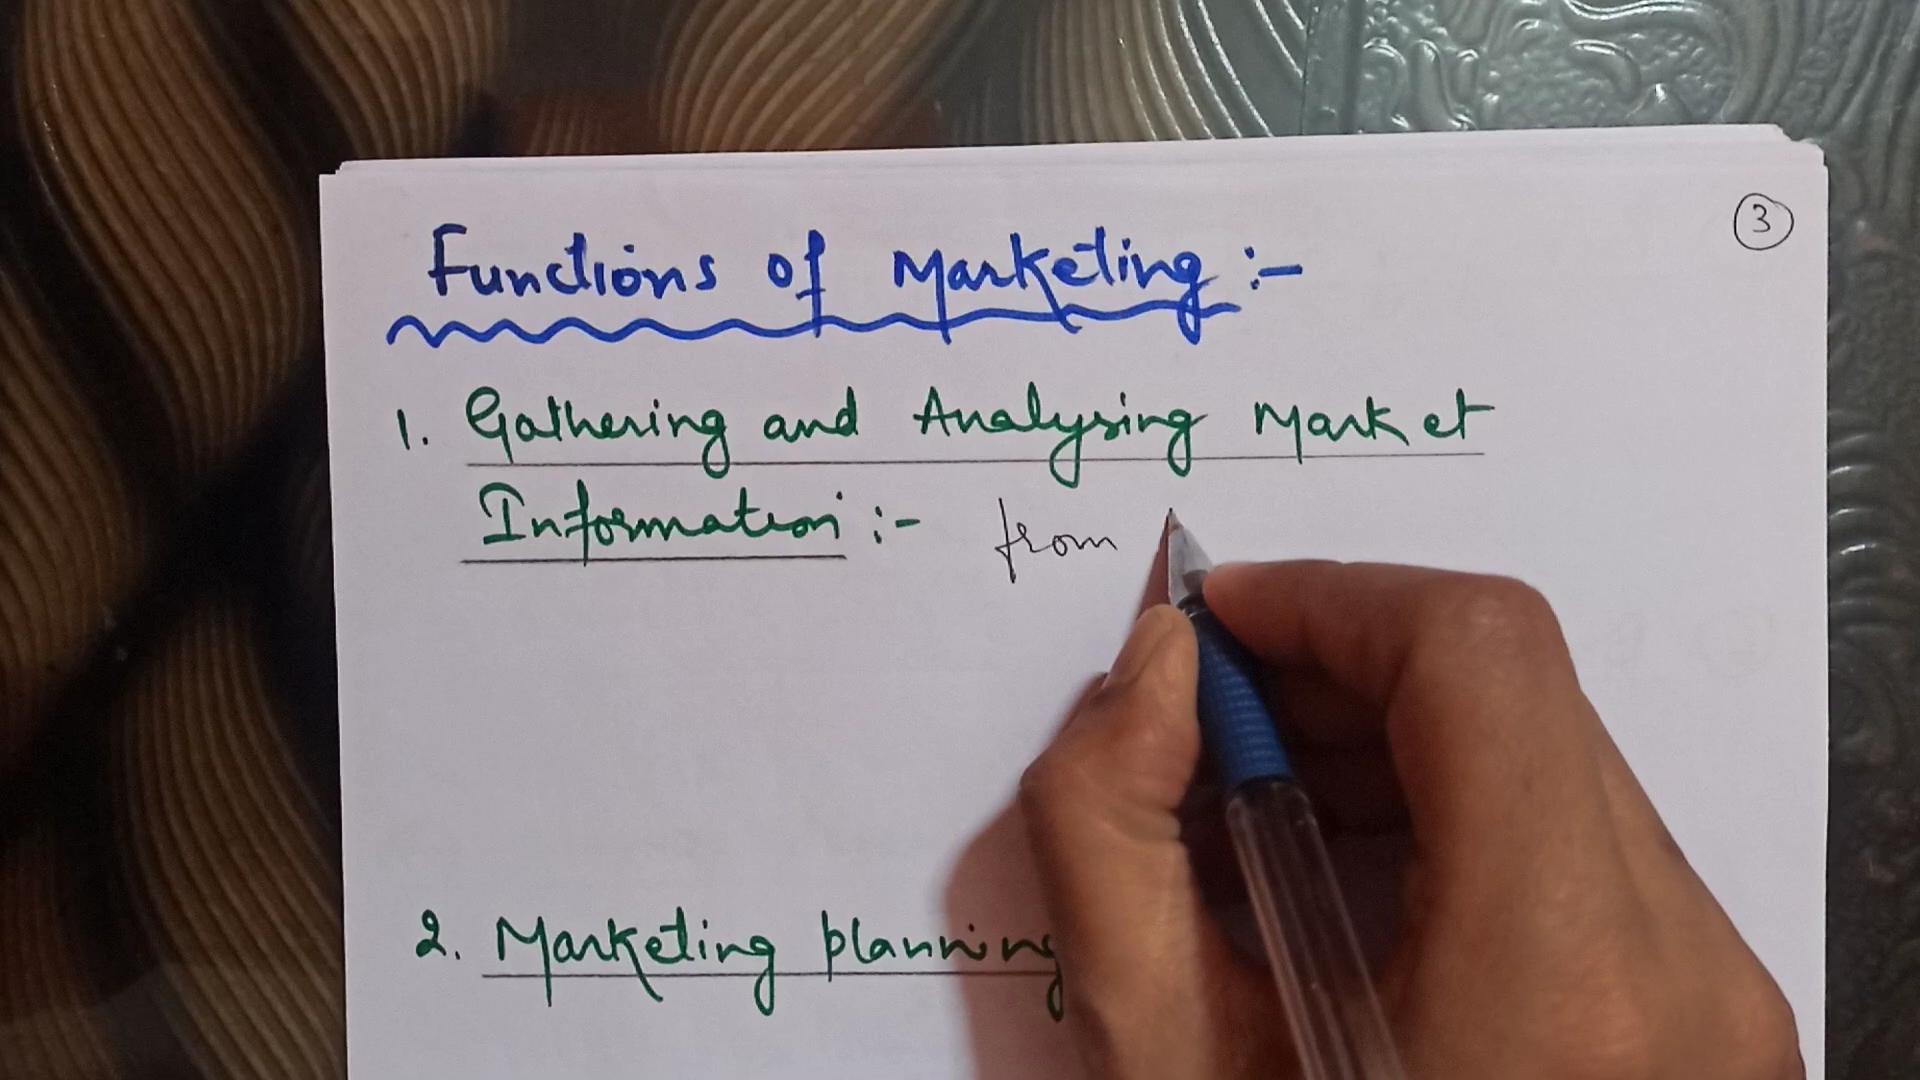 3
Functions of Marketing :-
1. Gathering and Analysing Market
Information :- from
2. Marketing planning